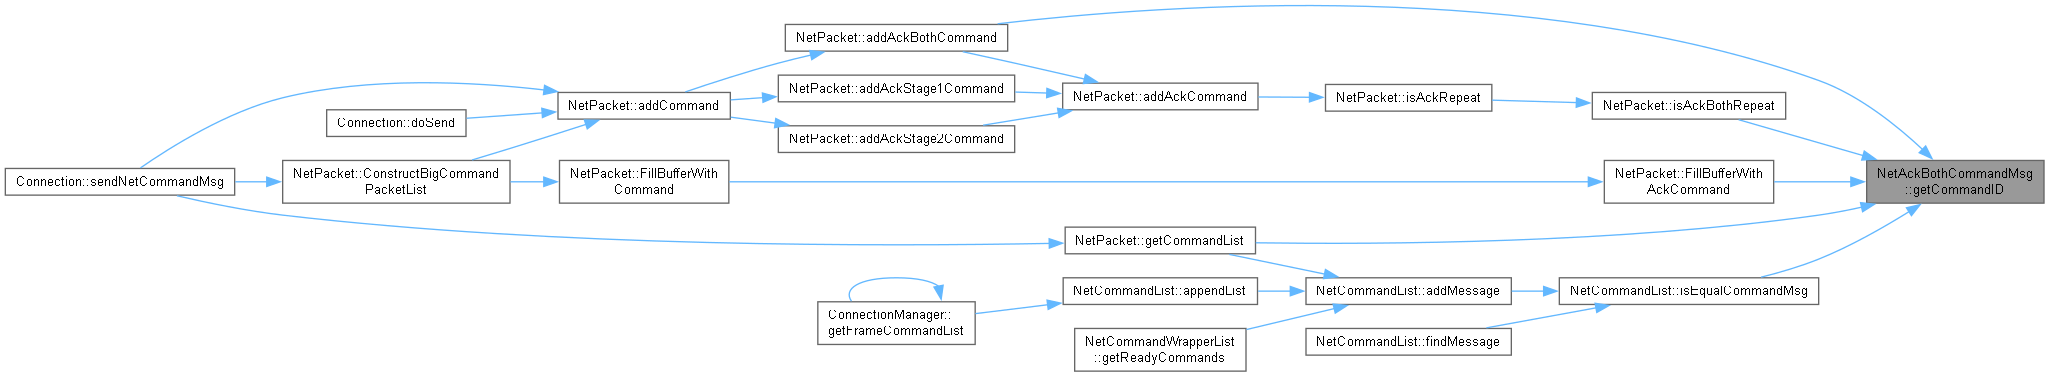 NetPacket::addAckBothCommand
NetPacket::addAckStage1Command
NetPacket::addCommand
NetPacket::addAckCommand
NetPacket::isAckRepeat
NetPacket::isAckBothRepeat
Connection::doSend
NetPacket::addAckStage2Command
Connection::sendNetCommandMsg
NetPacket::ConstructBigCommand
PacketList
NetPacket::FillBufferWith
Command
NetPacket::FillBufferWith
AckCommand
NetAckBothCommandMsg
::getCommandID
NetPacket::getCommandList
ConnectionManager::
getFrameCommandList
NetCommandList::appendList
NetCommandList::addMessage
NetCommandList::isEqualCommandMsg
NetCommandWrapperList
::getReadyCommands
NetCommandList::findMessage